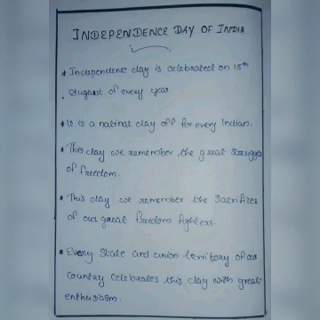 INDEPENDENCE DAY OF INDIA
* Independence day is celebrated on 15th
August of every year
* It is a national day off for every Indian.
* This day we remember the great struggle
of freedom.
* This day we remember the sacrifices
of our great freedom fighters.
* Every State and union territory of our
country celebrates this day with great
enthusiasm.